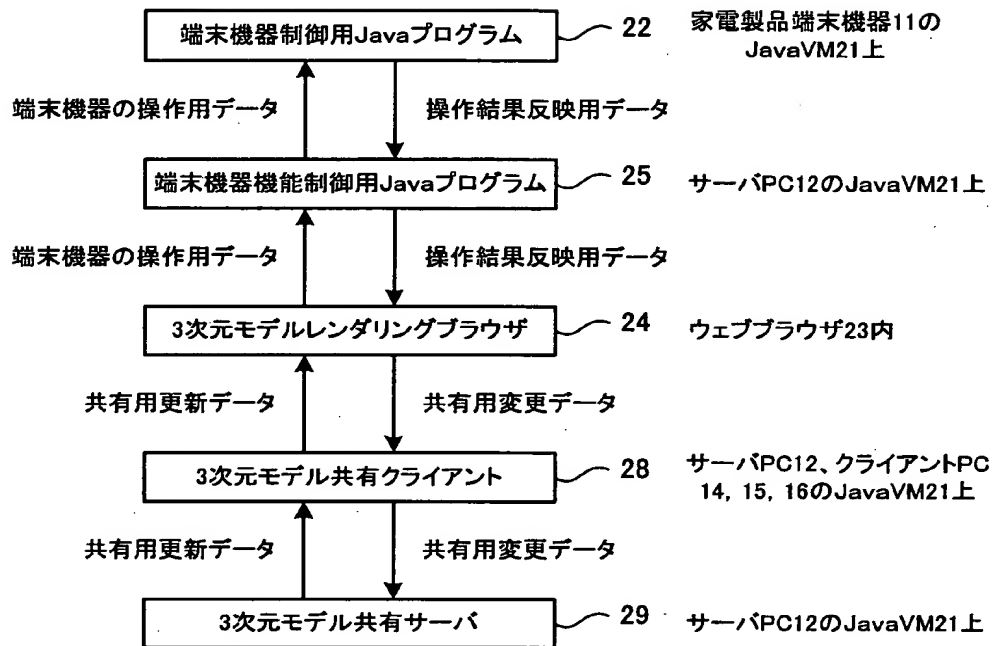 端末機器制御用Javaプログラム
22
家電製品端末機器11の
JavaVM21上
端末機器の操作用データ
操作結果反映用データ
端末機器機能制御用Javaプログラム
25
サーバPC12のJavaVM21上
端末機器の操作用データ
操作結果反映用データ
3次元モデルレンダリングブラウザ
24
ウェブブラウザ23内
共有用更新データ
共有用変更データ
3次元モデル共有クライアント
28
サーバPC12、クライアントPC
14, 15, 16のJavaVM21上
共有用更新データ
共有用変更データ
3次元モデル共有サーバ
29
サーバPC12のJavaVM21上